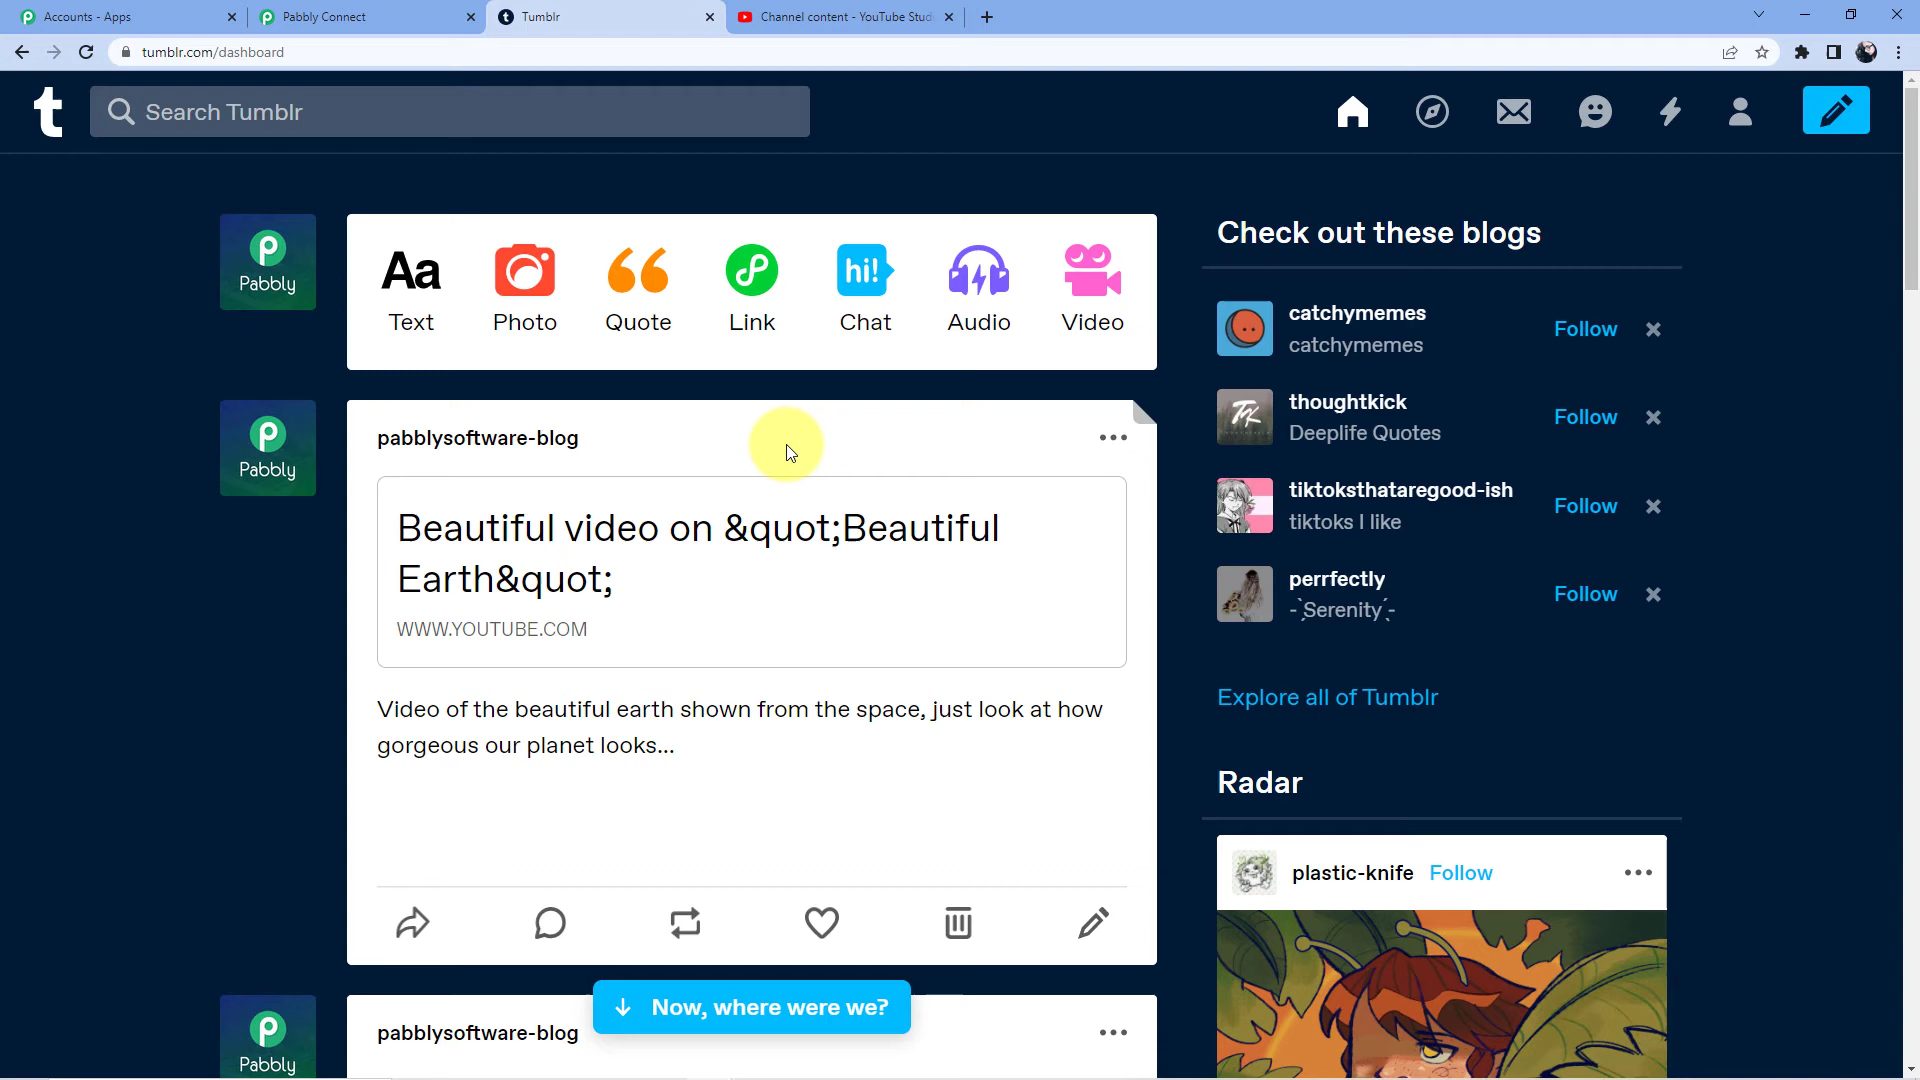 Accounts - Apps
Pabbly Connect
Tumblr
Channel content - YouTube Stud
tumblr.com/dashboard
Search Tumblr
Pabbly
Aa
hi!
Text
Photo
Quote
Link
Chat
Audio
Video
Pabbly
pabblysoftware-blog
Beautiful video on &quot;Beautiful
Earth&quot;
WWW.YOUTUBE.COM
Video of the beautiful earth shown from the space, just look at how
gorgeous our planet looks...
Now, where were we?
Pabbly
pabblysoftware-blog
Check out these blogs
catchymemes
catchymemes
Follow
thoughtkick
Deeplife Quotes
Follow
tiktoksthataregood-ish
tiktoks I like
Follow
perrfectly
- ̗̀ Serenity ̖́-
Follow
Explore all of Tumblr
Radar
plastic-knife
Follow